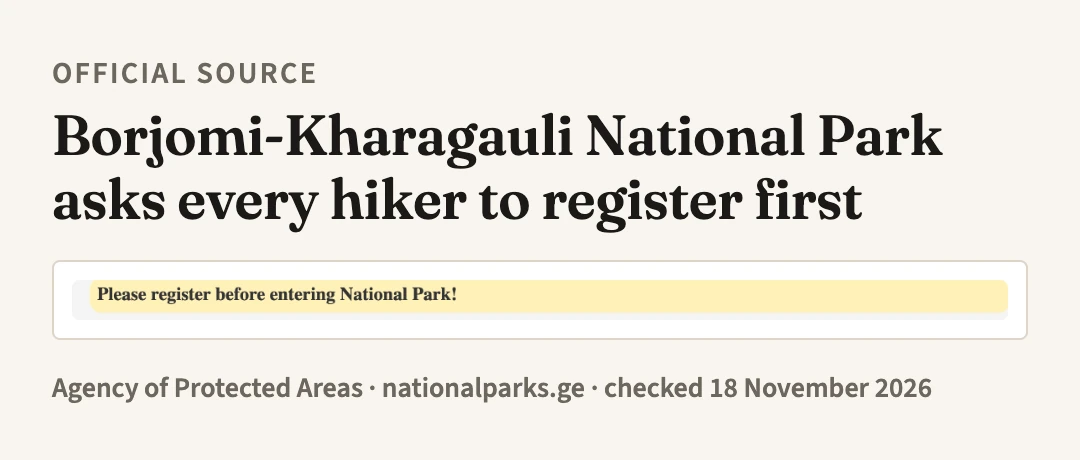 OFFICIAL SOURCE
Borjomi-Kharagauli National Park
asks every hiker to register first
Please register before entering National Park!
Agency of Protected Areas · nationalparks.ge · checked 18 November 2026